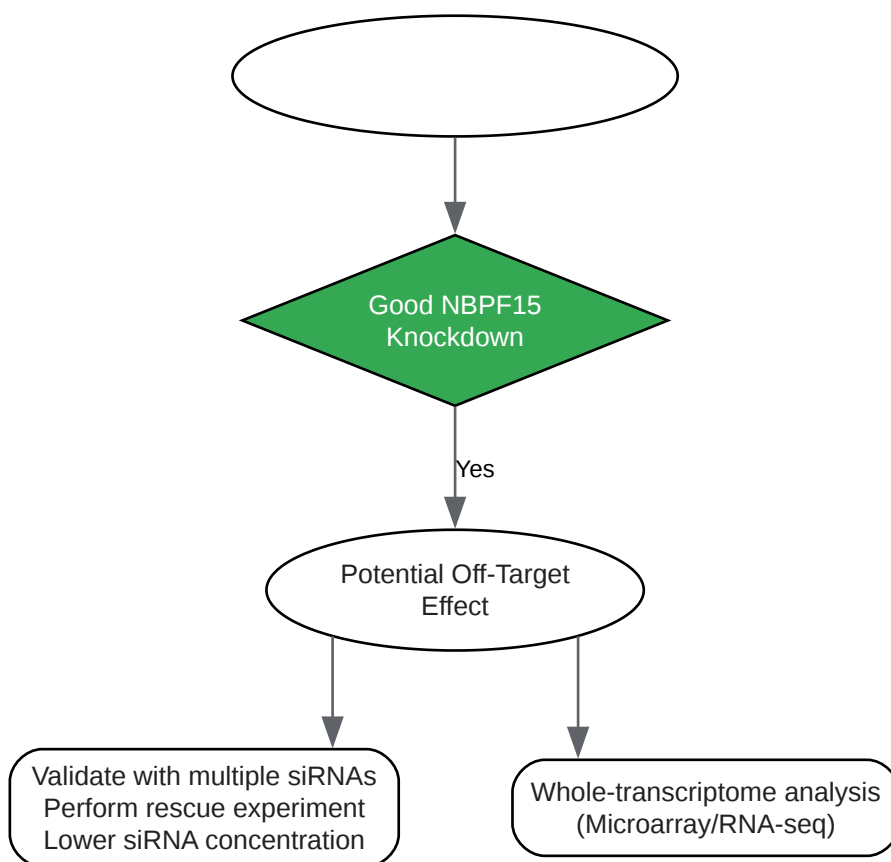 Good NBPF15
Knockdown
Yes
Potential Off-Target
Effect
Validate with multiple siRNAs
Perform rescue experiment
Lower siRNA concentration
Whole-transcriptome analysis
(Microarray/RNA-seq)